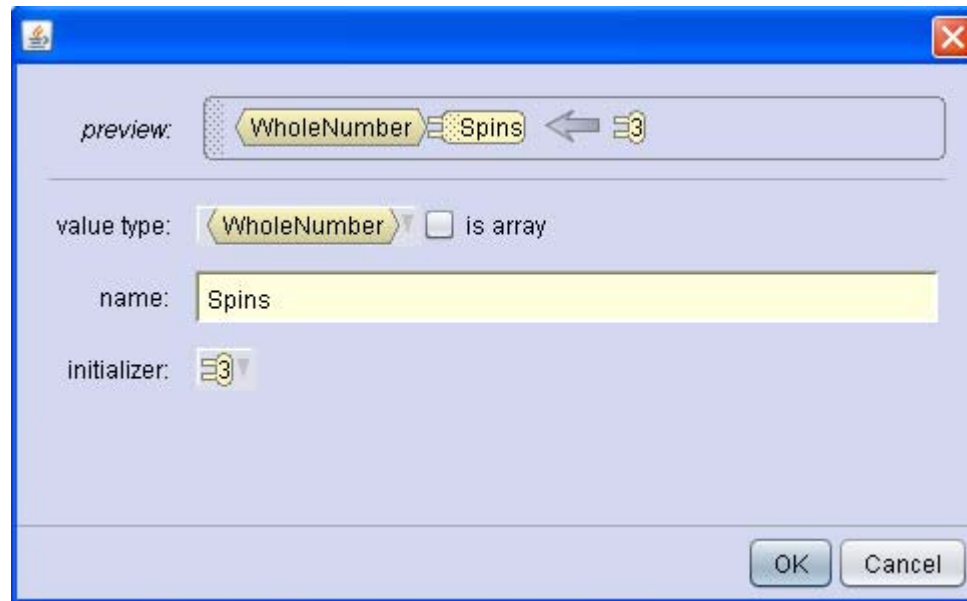 preview: WholeNumber Spins 3
value type: WholeNumber is array
name: Spins
initializer: 3
OK Cancel